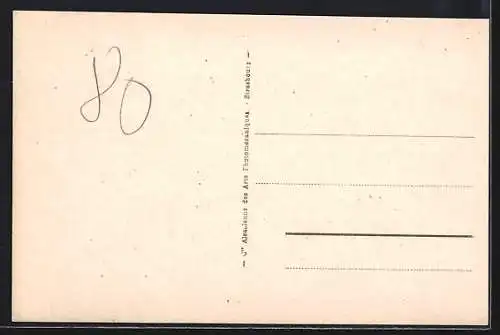 80
— Cie Alsacienne des Arts Photomécaniques. - Strasbourg —